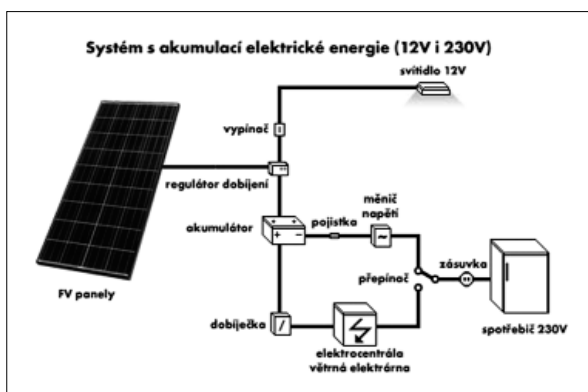 Systém s akumulací elektrické energie (12V i 230V)
svítidlo 12V
vypínač
regulátor dobíjení
akumulátor
pojistka
měnič
napětí
zásuvka
přepínač
FV panely
dobíječka
elektrocentrála
větrná elektrárna
spotřebič 230V